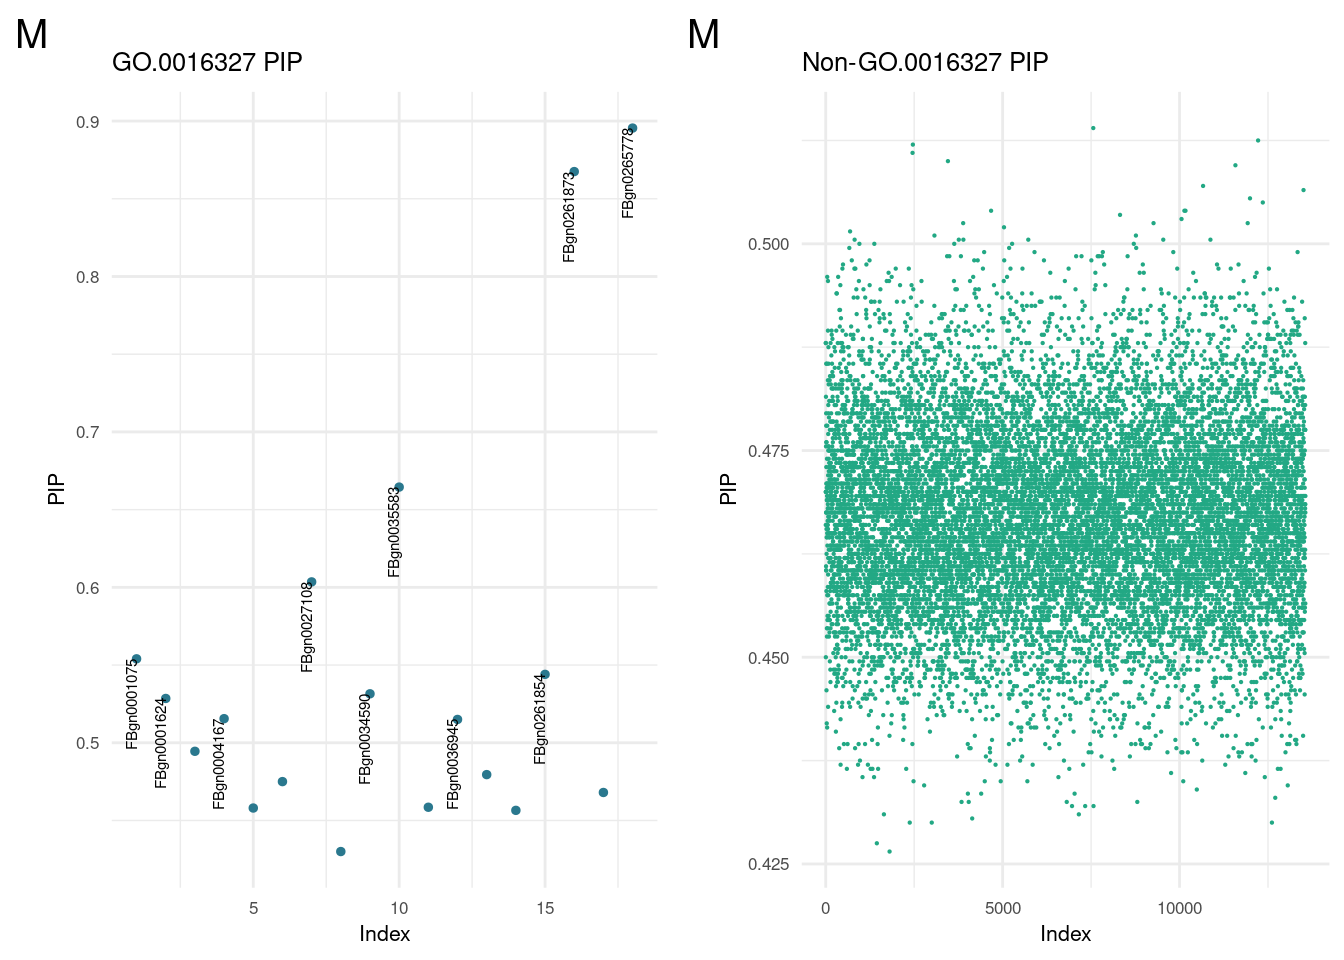 M
GO.0016327 PIP
PIP
0.9
0.8
0.7
0.6
0.5
FBgn0001075
FBgn0001624
FBgn0004167
FBgn0027108
FBgn0034590
FBgn0035583
FBgn0036945
FBgn0261854
FBgn0261873
FBgn0265778
5
10
15
Index
M
Non-GO.0016327 PIP
PIP
0.500
0.475
0.450
0.425
0
5000
10000
Index